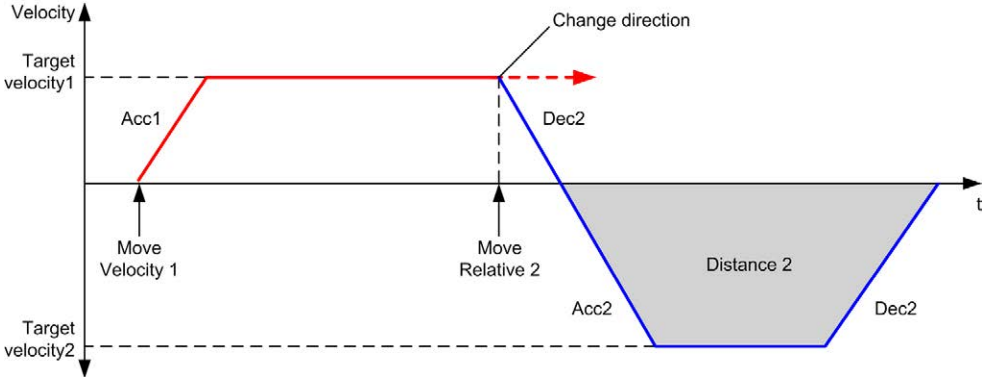 Velocity
Change direction
Target
velocity1
Acc1
Dec2
t
Move
Velocity 1
Move
Relative 2
Distance 2
Acc2
Dec2
Target
velocity2